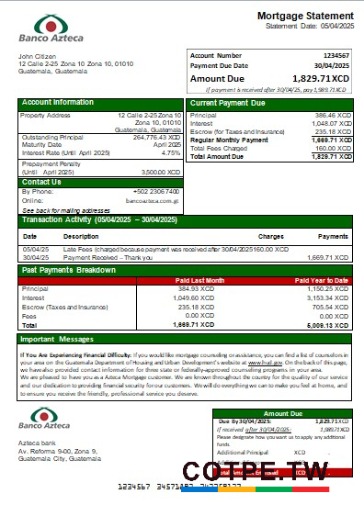 Mortgage Statement
Statement Date: 05/04/2025
Banco Azteca
John Citizen
12 Calle 2-25 Zona 10 Zona 10, 01010
Guatemala, Guatemala
Account Number 1234567
Payment Due Date 30/04/2025
Amount Due 1,829.71XCD
If payment is received after 30/04/25, pay1,989.71XCD
Account Information
Property Address 12 Calle 2-25 Zona 10
Zona 10, 01010
Guatemala, Guatemala
Outstanding Principal 264,776.43 XCD
Maturity Date April 2025
Interest Rate (Until April 2025) 4.75%
Prepayment Penalty
(Until April 2025) 3,500.00 XCD
Contact Us
By Phone: +502 23067400
Online: bancoazteca.com.gt
See back for mailing addresses
Current Payment Due
Principal 386.46 XCD
Interest 1,048.07 XCD
Escrow (for Taxes and Insurance) 235.18 XCD
Regular Monthly Payment 1,669.71 XCD
Total Fees Charged 160.00 XCD
Total Amount Due 1,829.71 XCD
Transaction Activity (05/04/2025 – 30/04/2025)
Date Description Charges Payments
05/04/25 Late Fees (charged because payment was received after 30/04/2025)160.00 XCD
30/04/25 Payment Received – Thank you 1,669.71 XCD
Past Payments Breakdown
Paid Last Month Paid Year to Date
Principal 384.93 XCD 1,150.25 XCD
Interest 1,049.60 XCD 3,153.34 XCD
Escrow (Taxes and Insurance) 235.18 XCD 705.54 XCD
Fees 0.00 XCD 0.00 XCD
Total 1,669.71 XCD 5,009.13 XCD
Important Messages
If You Are Experiencing Financial Difficulty: If you would like mortgage counseling or assistance, you can find a list of counselors in
your area on the Guatemala Department of Housing and Urban Development's website at www.hud.gov. On the back of this page,
we have also provided contact information for three state or federally-approved counseling programs in your area.
We are pleased to have you as a Azteca Mortgage customer. We are known throughout the country for the quality of our service
and our dedication to providing financial security for our customers. We will do everything we can to make you feel at home, and
to ensure you receive the friendly, professional service you deserve.
Banco Azteca
Azteca bank
Av. Reforma 9-00, Zona 9,
Guatemala City, Guatemala
Amount Due
Due By 30/04/2025: 1,829.71XCD
If received after 30/04/2025: 1,989.71XCD
Please designate how you want us to apply any additional
funds.
Additional Principal XCD
XCD
COTPE.TW
1234567